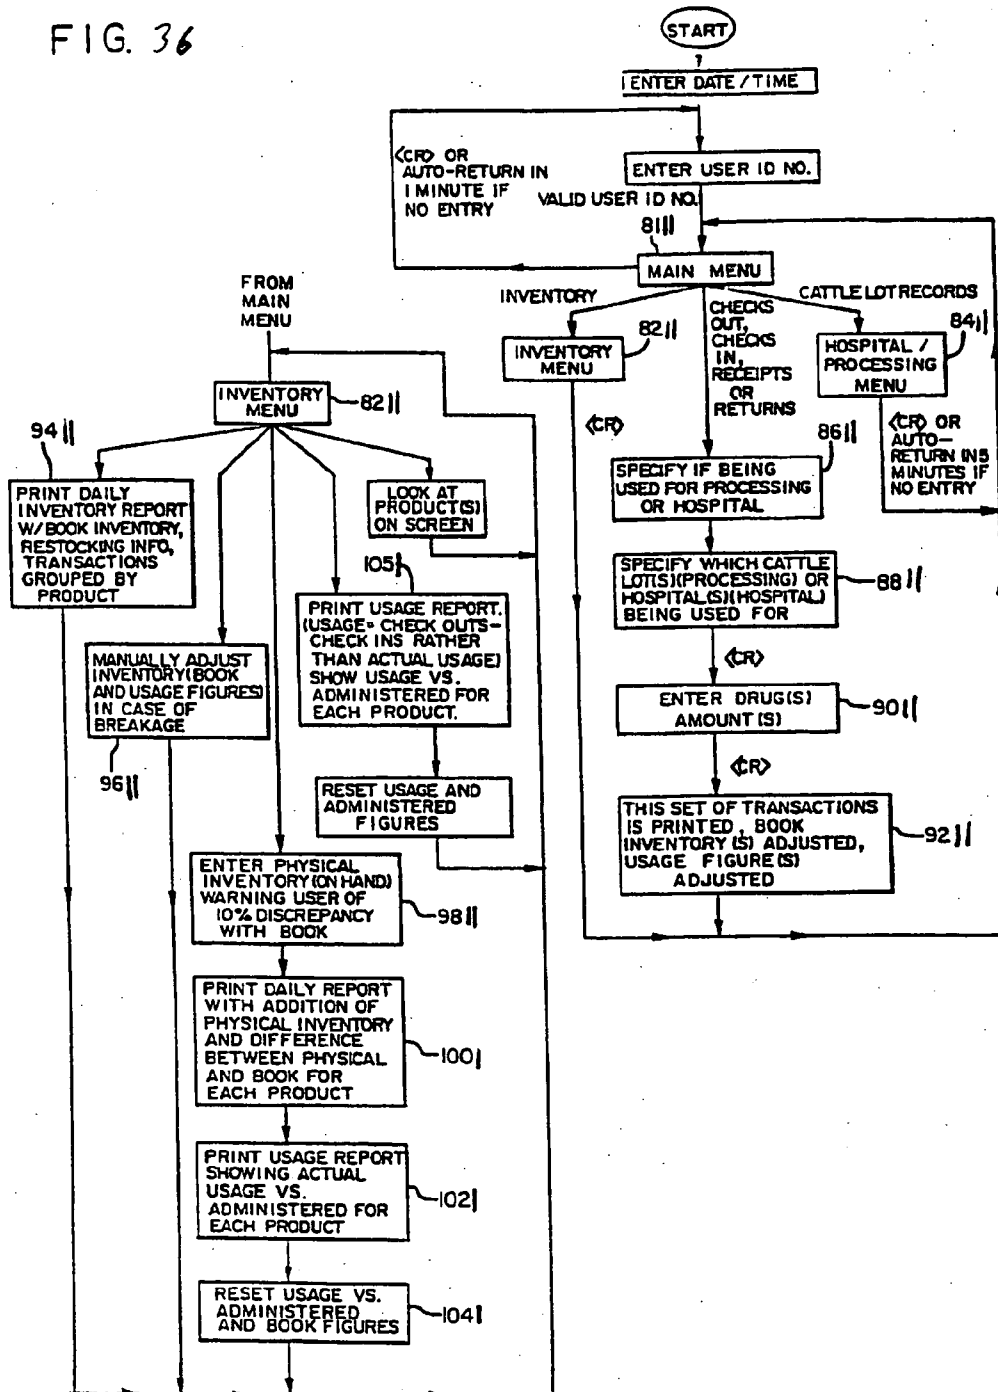 FIG. 36
START
ENTER DATE/TIME
<CR> OR
AUTO-RETURN IN
1 MINUTE IF
NO ENTRY
ENTER USER ID NO.
VALID USER ID NO.
81||
MAIN MENU
INVENTORY
CATTLE LOT RECORDS
INVENTORY
MENU
82||
CHECKS
OUT,
CHECKS
IN,
RECEIPTS
OR
RETURNS
84||
HOSPITAL /
PROCESSING
MENU
<CR>
<CR> OR
AUTO-
RETURN IN 5
MINUTES IF
NO ENTRY
86||
SPECIFY IF BEING
USED FOR PROCESSING
OR HOSPITAL
SPECIFY WHICH CATTLE
LOT(S)(PROCESSING) OR
HOSPITAL(S)(HOSPITAL)
BEING USED FOR
88||
<CR>
ENTER DRUG(S)
AMOUNT(S)
90||
<CR>
THIS SET OF TRANSACTIONS
IS PRINTED, BOOK
INVENTORY(S) ADJUSTED,
USAGE FIGURE(S)
ADJUSTED
92||
FROM
MAIN
MENU
INVENTORY
MENU
82||
94||
PRINT DAILY
INVENTORY REPORT
W/BOOK INVENTORY,
RESTOCKING INFO,
TRANSACTIONS
GROUPED BY
PRODUCT
LOOK AT
PRODUCT(S)
ON SCREEN
105|
PRINT USAGE REPORT.
(USAGE= CHECK OUTS-
CHECK INS RATHER
THAN ACTUAL USAGE)
SHOW USAGE VS.
ADMINISTERED FOR
EACH PRODUCT.
MANUALLY ADJUST
INVENTORY(BOOK
AND USAGE FIGURES)
IN CASE OF
BREAKAGE
96||
RESET USAGE AND
ADMINISTERED
FIGURES
ENTER PHYSICAL
INVENTORY(ON HAND)
WARNING USER OF
10% DISCREPANCY
WITH BOOK
98||
PRINT DAILY REPORT
WITH ADDITION OF
PHYSICAL INVENTORY
AND DIFFERENCE
BETWEEN PHYSICAL
AND BOOK FOR
EACH PRODUCT
100|
PRINT USAGE REPORT
SHOWING ACTUAL
USAGE VS.
ADMINISTERED FOR
EACH PRODUCT
102|
RESET USAGE VS.
ADMINISTERED
AND BOOK FIGURES
104|